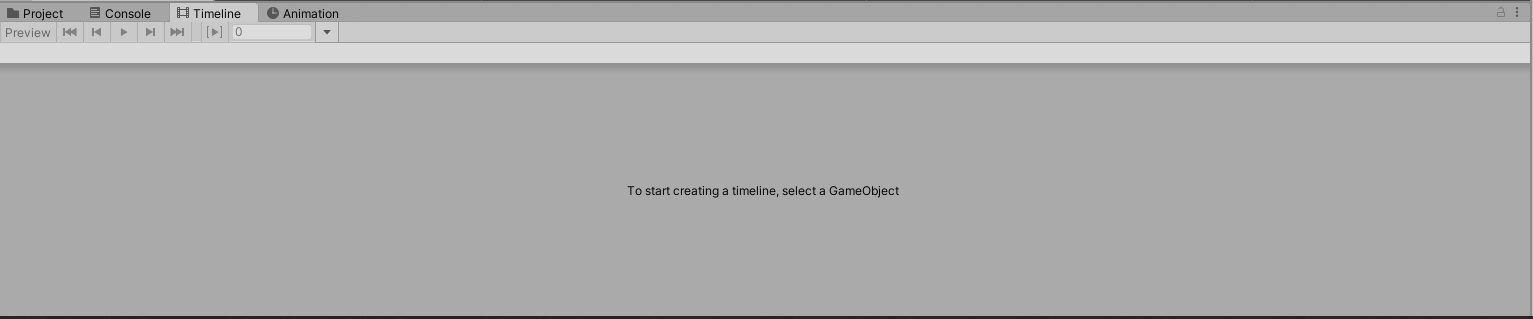 Project Console Timeline Animation
Preview 0
To start creating a timeline, select a GameObject